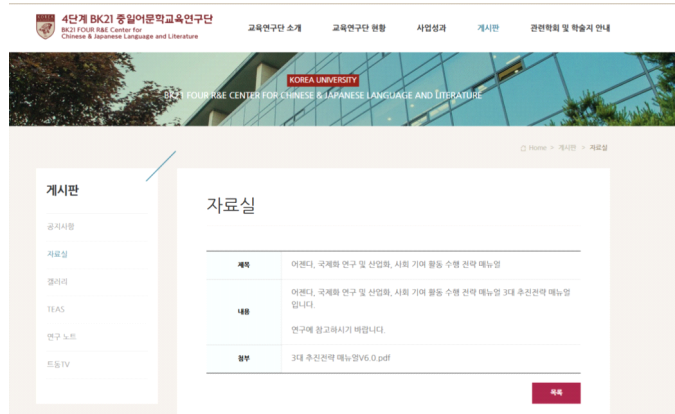 4단계 BK21 중일어문학교육연구단
BK21 FOUR R&E Center for
Chinese & Japanese Language and Literature
교육연구단 소개
교육연구단 현황
사업성과
게시판
관련학회 및 학술지 안내
KOREA UNIVERSITY
BK21 FOUR R&E CENTER FOR CHINESE & JAPANESE LANGUAGE AND LITERATURE
Home > 게시판 > 자료실
게시판
공지사항
자료실
갤러리
TEAS
연구 노트
트동TV
자료실
제목
어젠다, 국제화 연구 및 산업화, 사회 기여 활동 수행 전략 매뉴얼
내용
어젠다, 국제화 연구 및 산업화, 사회 기여 활동 수행 전략 매뉴얼 3대 추진전략 매뉴얼
입니다.
연구에 참고하시기 바랍니다.
첨부
3대 추진전략 매뉴얼V6.0.pdf
목록